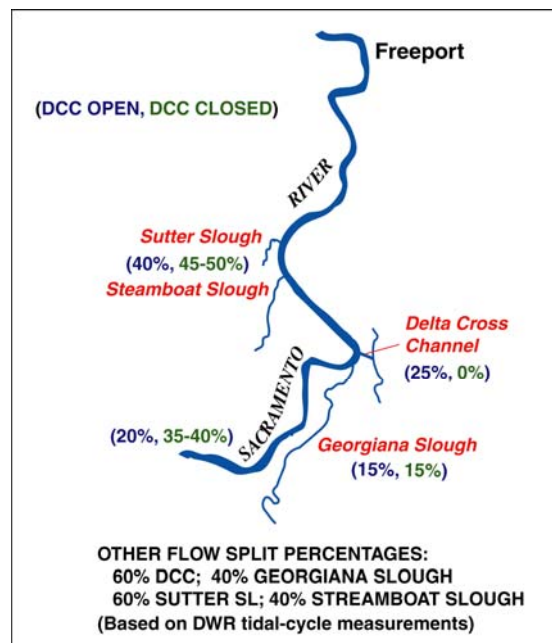 Freeport
(DCC OPEN, DCC CLOSED)
RIVER
Sutter Slough
(40%, 45-50%)
Steamboat Slough
Delta Cross
Channel
(25%, 0%)
SACRAMENTO
(20%, 35-40%)
Georgiana Slough
(15%, 15%)
OTHER FLOW SPLIT PERCENTAGES:
60% DCC; 40% GEORGIANA SLOUGH
60% SUTTER SL; 40% STREAMBOAT SLOUGH
(Based on DWR tidal-cycle measurements)